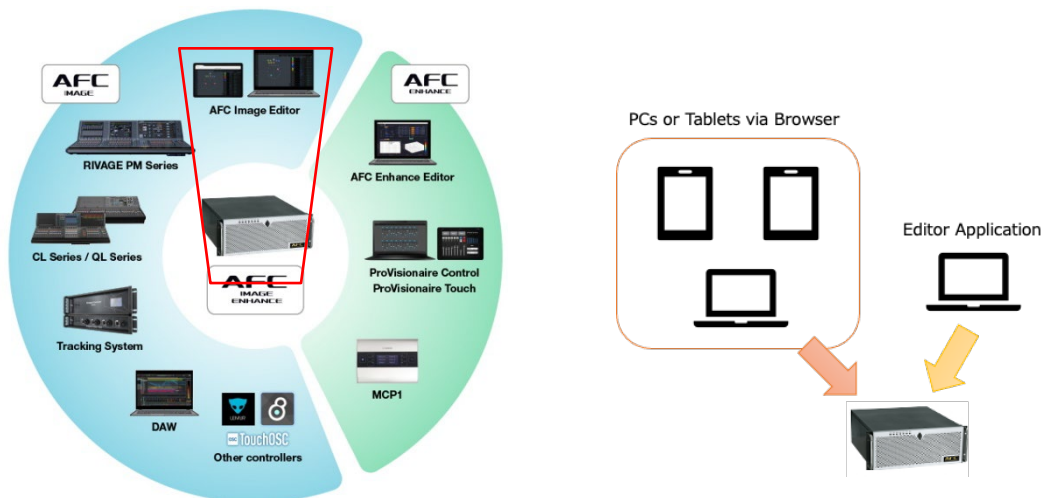 AFC
IMAGE
AFC
ENHANCE
AFC Image Editor
RIVAGE PM Series
AFC Enhance Editor
CL Series / QL Series
AFC
IMAGE
ENHANCE
ProVisionaire Control
ProVisionaire Touch
Tracking System
MCP1
DAW
LEMUR
OSC TouchOSC
Other controllers
PCs or Tablets via Browser
Editor Application